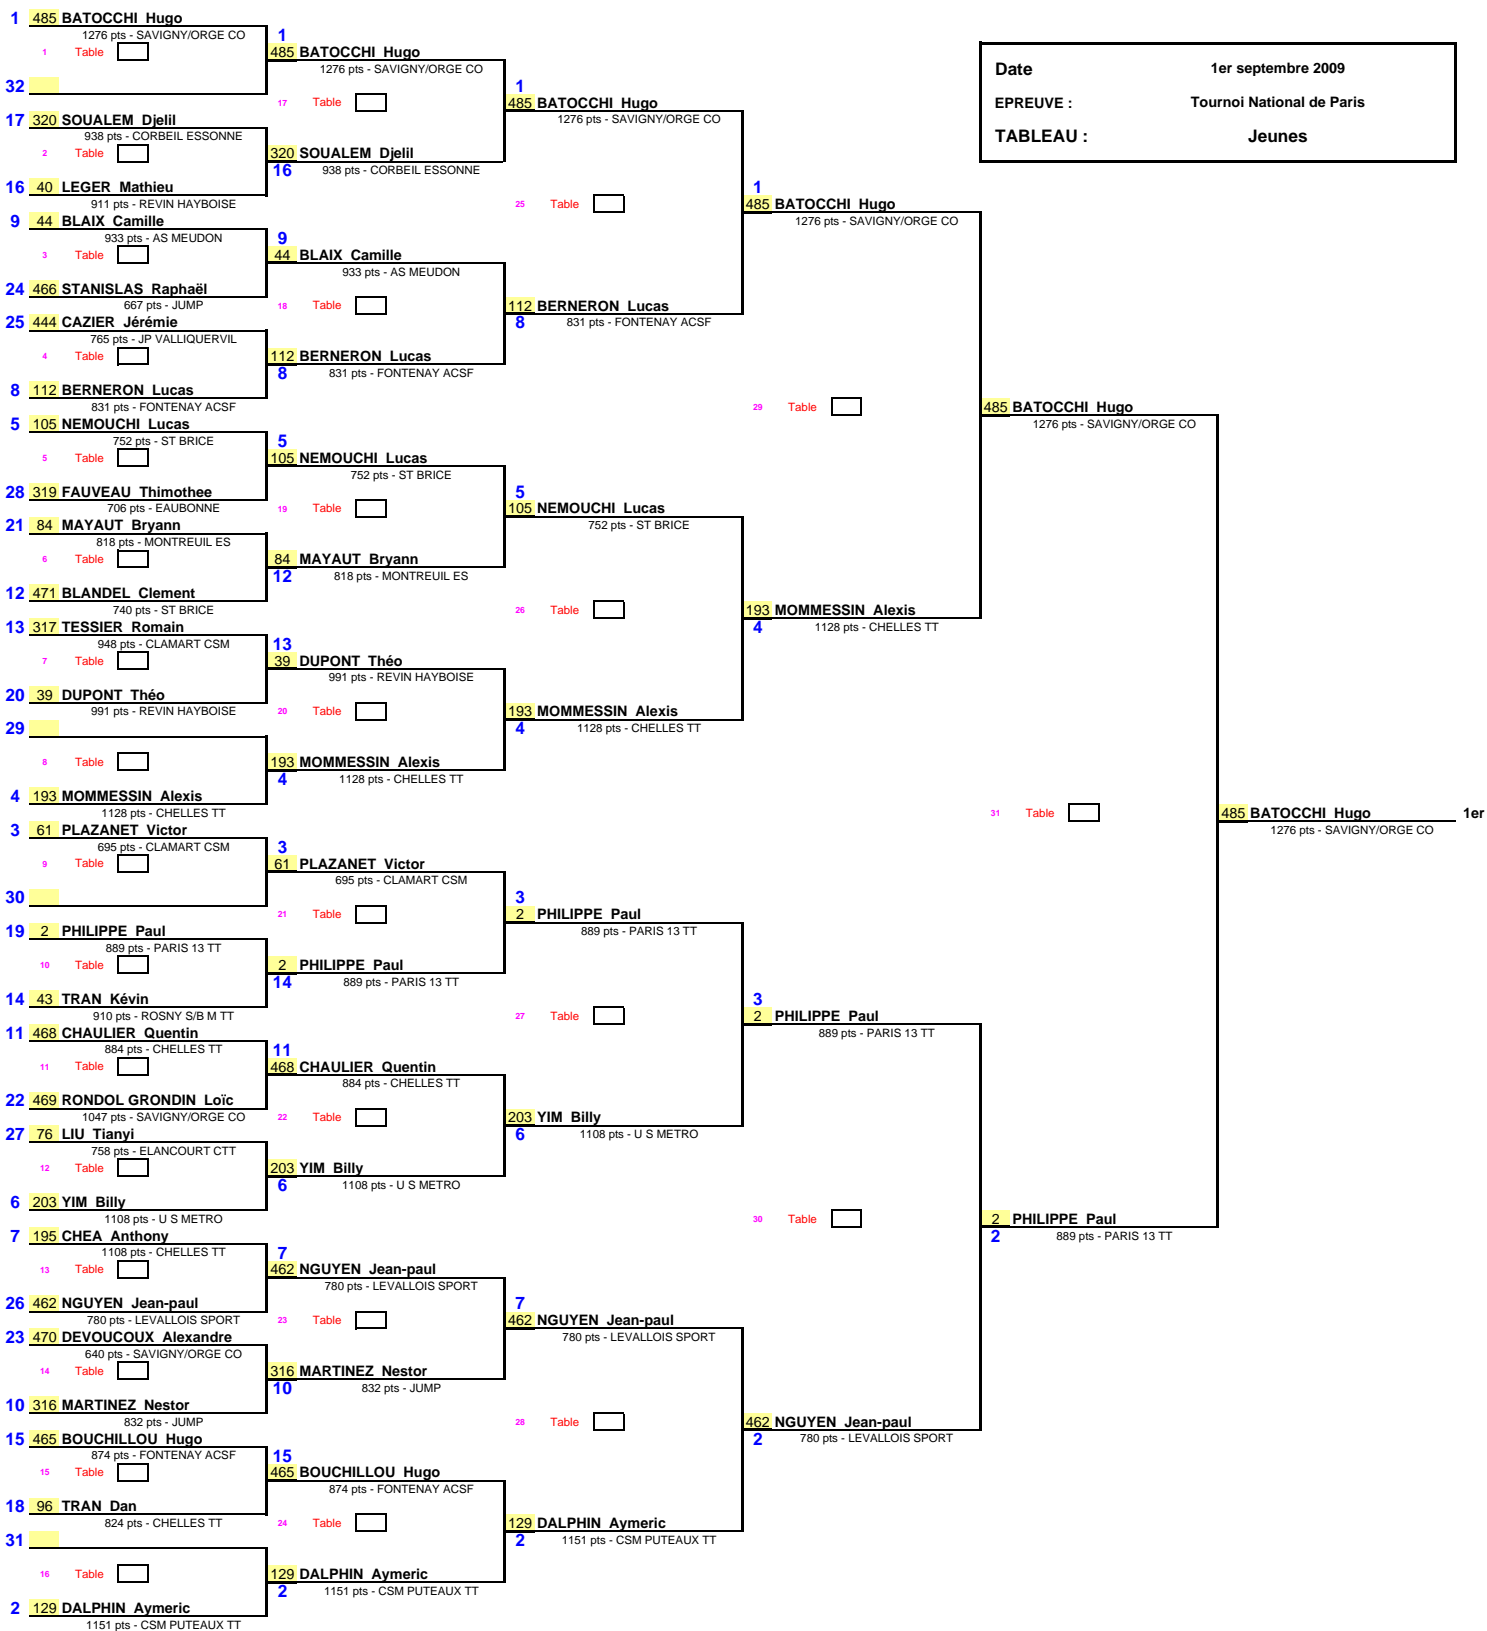 Date 1er septembre 2009
EPREUVE : Tournoi National de Paris
TABLEAU : Jeunes
1 485 BATOCCHI Hugo
1276 pts - SAVIGNY/ORGE CO
1 Table
32
17 320 SOUALEM Djelil
938 pts - CORBEIL ESSONNE
2 Table
16 40 LEGER Mathieu
911 pts - REVIN HAYBOISE
9 44 BLAIX Camille
933 pts - AS MEUDON
3 Table
24 466 STANISLAS Raphaël
667 pts - JUMP
25 444 CAZIER Jérémie
765 pts - JP VALLIQUERVIL
4 Table
8 112 BERNERON Lucas
831 pts - FONTENAY ACSF
5 105 NEMOUCHI Lucas
752 pts - ST BRICE
5 Table
28 319 FAUVEAU Thimothee
706 pts - EAUBONNE
21 84 MAYAUT Bryann
818 pts - MONTREUIL ES
6 Table
12 471 BLANDEL Clement
740 pts - ST BRICE
13 317 TESSIER Romain
948 pts - CLAMART CSM
7 Table
20 39 DUPONT Théo
991 pts - REVIN HAYBOISE
29
8 Table
4 193 MOMMESSIN Alexis
1128 pts - CHELLES TT
3 61 PLAZANET Victor
695 pts - CLAMART CSM
9 Table
30
19 2 PHILIPPE Paul
889 pts - PARIS 13 TT
10 Table
14 43 TRAN Kévin
910 pts - ROSNY S/B M TT
11 468 CHAULIER Quentin
884 pts - CHELLES TT
11 Table
22 469 RONDOL GRONDIN Loïc
1047 pts - SAVIGNY/ORGE CO
27 76 LIU Tianyi
758 pts - ELANCOURT CTT
12 Table
6 203 YIM Billy
1108 pts - U S METRO
7 195 CHEA Anthony
1108 pts - CHELLES TT
13 Table
26 462 NGUYEN Jean-paul
780 pts - LEVALLOIS SPORT
23 470 DEVOUCOUX Alexandre
640 pts - SAVIGNY/ORGE CO
14 Table
10 316 MARTINEZ Nestor
832 pts - JUMP
15 465 BOUCHILLOU Hugo
874 pts - FONTENAY ACSF
15 Table
18 96 TRAN Dan
824 pts - CHELLES TT
31
16 Table
2 129 DALPHIN Aymeric
1151 pts - CSM PUTEAUX TT
1
485 BATOCCHI Hugo
1276 pts - SAVIGNY/ORGE CO
17 Table
320 SOUALEM Djelil
16 938 pts - CORBEIL ESSONNE
9
44 BLAIX Camille
933 pts - AS MEUDON
18 Table
112 BERNERON Lucas
8 831 pts - FONTENAY ACSF
5
105 NEMOUCHI Lucas
752 pts - ST BRICE
19 Table
84 MAYAUT Bryann
12 818 pts - MONTREUIL ES
13
39 DUPONT Théo
991 pts - REVIN HAYBOISE
20 Table
193 MOMMESSIN Alexis
4 1128 pts - CHELLES TT
3
61 PLAZANET Victor
695 pts - CLAMART CSM
21 Table
2 PHILIPPE Paul
14 889 pts - PARIS 13 TT
11
468 CHAULIER Quentin
884 pts - CHELLES TT
22 Table
203 YIM Billy
6 1108 pts - U S METRO
7
462 NGUYEN Jean-paul
780 pts - LEVALLOIS SPORT
23 Table
316 MARTINEZ Nestor
10 832 pts - JUMP
15
465 BOUCHILLOU Hugo
874 pts - FONTENAY ACSF
24 Table
129 DALPHIN Aymeric
2 1151 pts - CSM PUTEAUX TT
1
485 BATOCCHI Hugo
1276 pts - SAVIGNY/ORGE CO
25 Table
112 BERNERON Lucas
8 831 pts - FONTENAY ACSF
5
105 NEMOUCHI Lucas
752 pts - ST BRICE
26 Table
193 MOMMESSIN Alexis
4 1128 pts - CHELLES TT
3
2 PHILIPPE Paul
889 pts - PARIS 13 TT
27 Table
203 YIM Billy
6 1108 pts - U S METRO
7
462 NGUYEN Jean-paul
780 pts - LEVALLOIS SPORT
28 Table
129 DALPHIN Aymeric
2 1151 pts - CSM PUTEAUX TT
1
485 BATOCCHI Hugo
1276 pts - SAVIGNY/ORGE CO
29 Table
193 MOMMESSIN Alexis
4 1128 pts - CHELLES TT
3
2 PHILIPPE Paul
889 pts - PARIS 13 TT
30 Table
462 NGUYEN Jean-paul
2 780 pts - LEVALLOIS SPORT
485 BATOCCHI Hugo
1276 pts - SAVIGNY/ORGE CO
31 Table
2 PHILIPPE Paul
2 889 pts - PARIS 13 TT
485 BATOCCHI Hugo 1er
1276 pts - SAVIGNY/ORGE CO